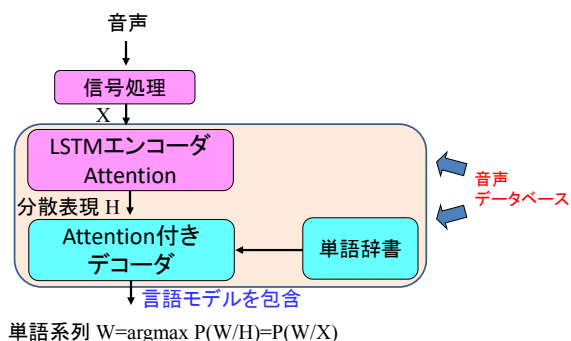 音声
信号処理
X
LSTMエンコーダ
Attention
分散表現 H
Attention付き
デコーダ
単語辞書
音声
データベース
言語モデルを包含
単語系列 W=argmax P(W/H)=P(W/X)